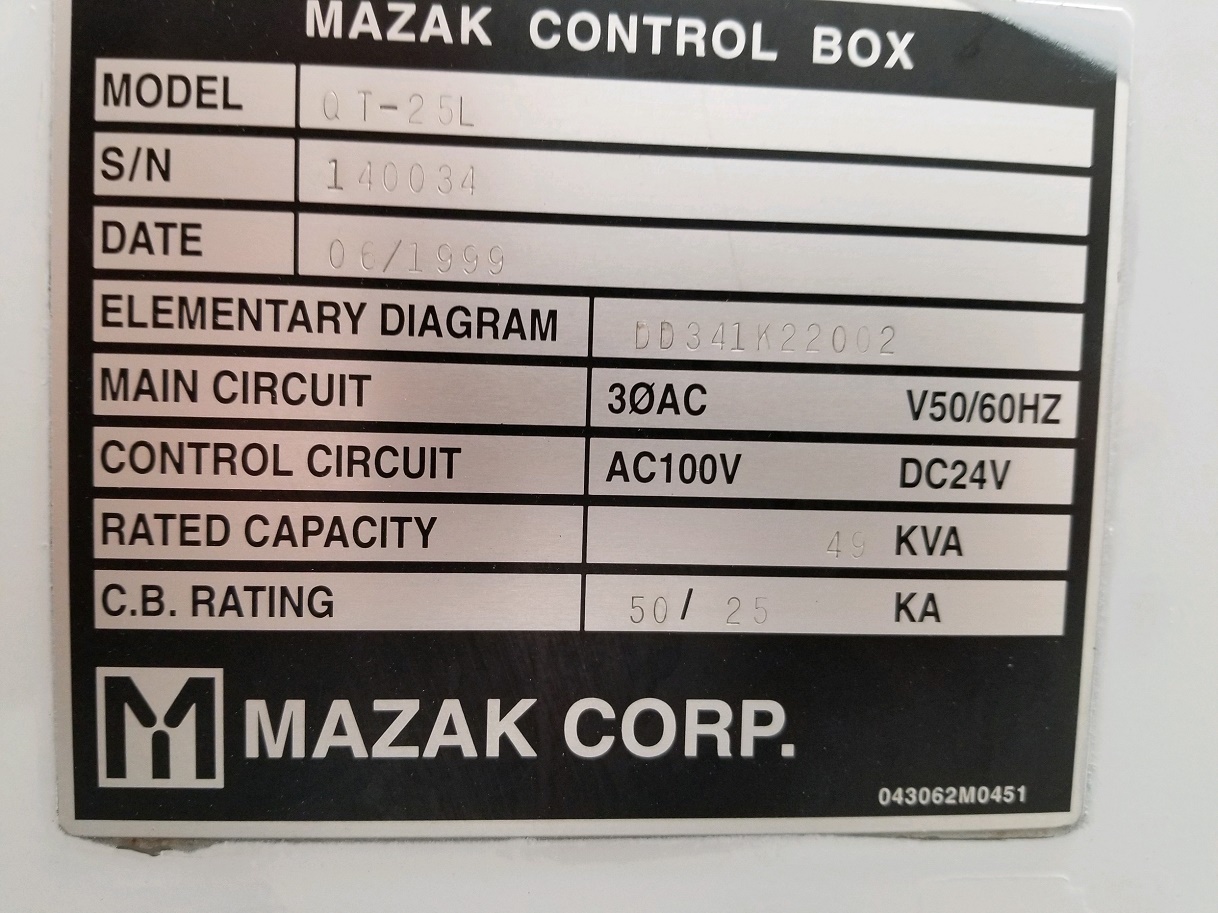 MAZAK CONTROL BOX
MODEL QT-25L
S/N 140034
DATE 06/1999
ELEMENTARY DIAGRAM DD341K22002
MAIN CIRCUIT 3ØAC V50/60HZ
CONTROL CIRCUIT AC100V DC24V
RATED CAPACITY 49 KVA
C.B. RATING 50/ 25 KA
MAZAK CORP.
043062M0451